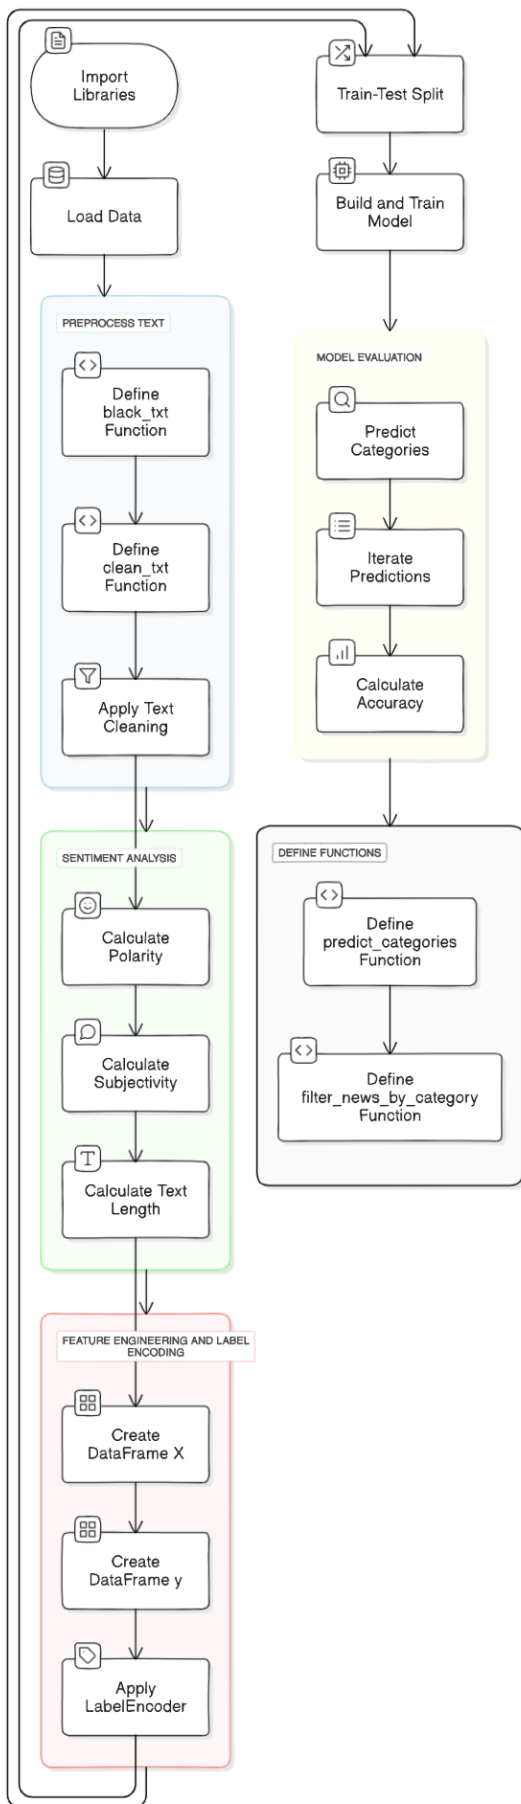 Import
Libraries
Load Data
PREPROCESS TEXT
Define
black_txt
Function
Define
clean_txt
Function
Apply Text
Cleaning
SENTIMENT ANALYSIS
Calculate
Polarity
Calculate
Subjectivity
T
Calculate Text
Length
FEATURE ENGINEERING AND LABEL
ENCODING
Create
DataFrame X
Create
DataFrame y
Apply
LabelEncoder
Train-Test Split
Build and Train
Model
MODEL EVALUATION
Predict
Categories
Iterate
Predictions
Calculate
Accuracy
DEFINE FUNCTIONS
Define
predict_categories
Function
Define
filter_news_by_category
Function